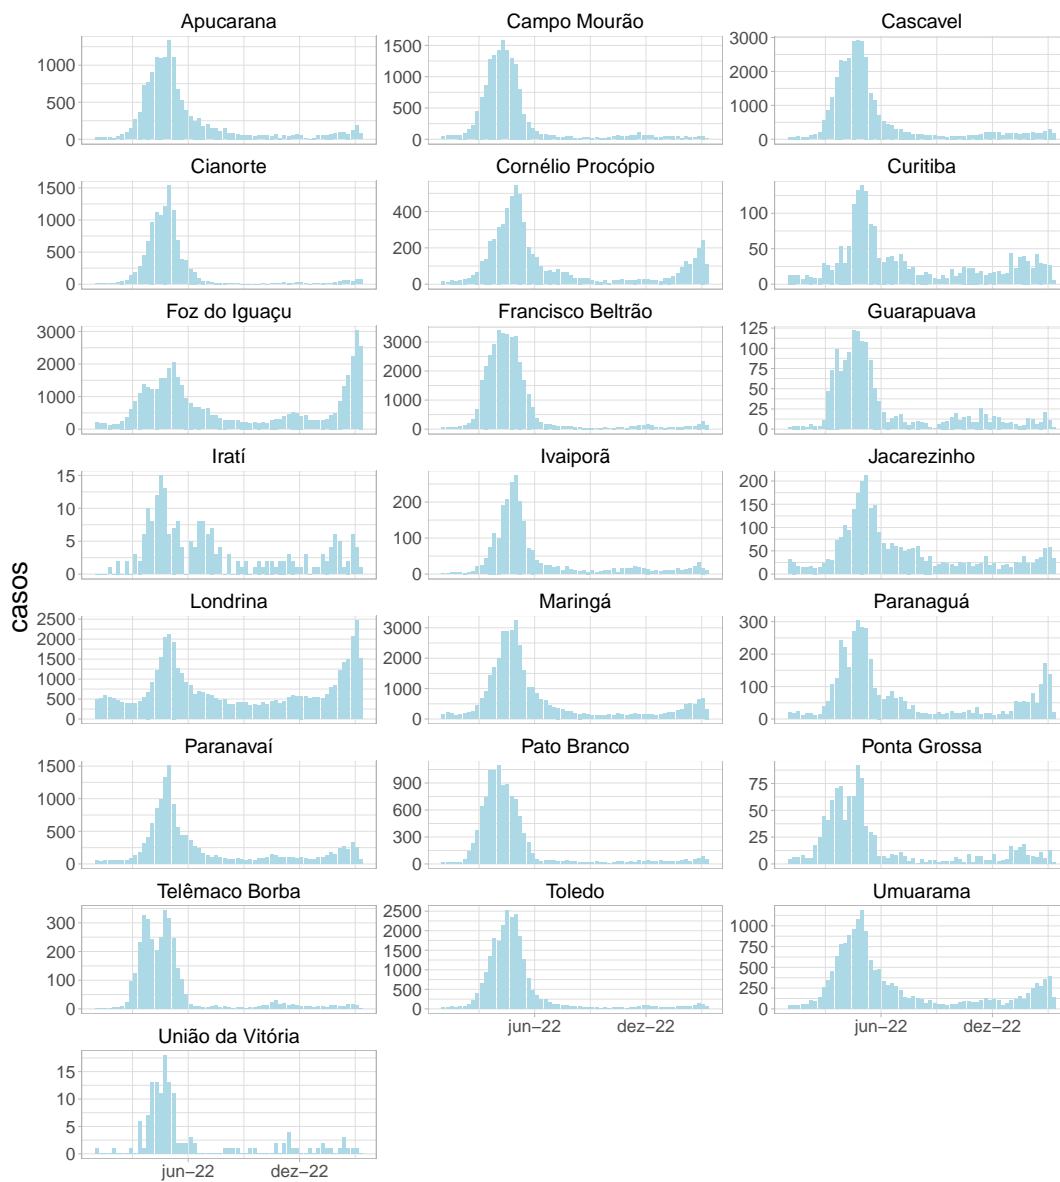 Apucarana Campo Mourão Cascavel
1000 500 0
1500 1000 500 0
3000 2000 1000 0
Cianorte Cornélio Procópio Curitiba
1500 1000 500 0
400 200 0
100 50 0
Foz do Iguaçu Francisco Beltrão Guarapuava
3000 2000 1000 0
3000 2000 1000 0
125 100 75 50 25 0
Iratí Ivaiporã Jacarezinho
15 10 5 0
200 100 0
200 150 100 50 0
casos
Londrina Maringá Paranaguá
2500 2000 1500 1000 500 0
3000 2000 1000 0
300 200 100 0
Paranavaí Pato Branco Ponta Grossa
1500 1000 500 0
900 600 300 0
75 50 25 0
Telêmaco Borba Toledo Umuarama
300 200 100 0
2500 2000 1500 1000 500 0
1000 750 500 250 0
jun−22 dez−22 jun−22 dez−22
União da Vitória
15 10 5 0
jun−22 dez−22